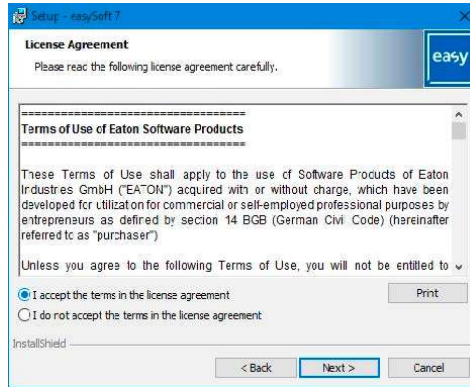 Setup - easySoft 7
License Agreement
Please read the following license agreement carefully.
easy
==================================
Terms of Use of Eaton Software Products
==================================
These Terms of Use shall apply to the use of Software Products of Eaton
Industries GmbH ("EATON") acquired with or without charge, which have been
developed for utilization for commercial or self-employed professional purposes by
entrepreneurs as defined by section 14 BGB (German Civil Code) (hereinafter
referred to as "purchaser")
Unless you agree to the following Terms of Use, you will not be entitled to
I accept the terms in the license agreement
Print
I do not accept the terms in the license agreement
InstallShield
< Back
Next >
Cancel